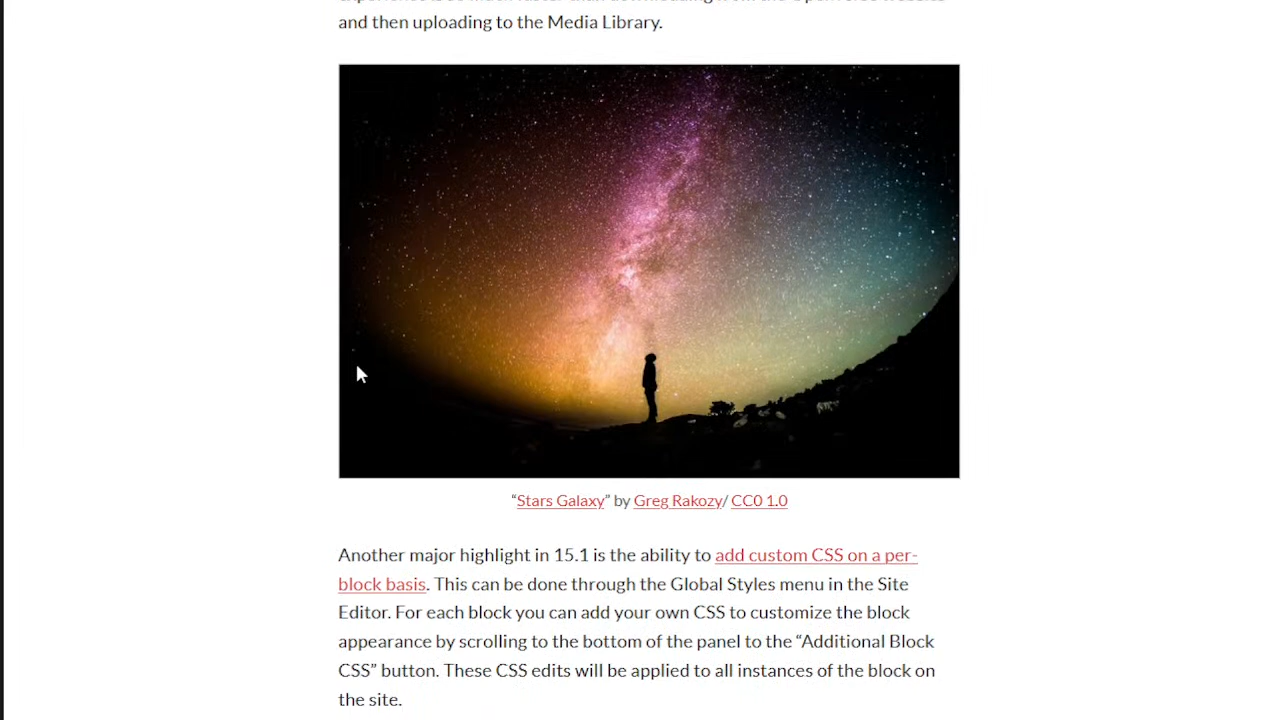 and then uploading to the Media Library.
“Stars Galaxy” by Greg Rakozy/ CC0 1.0
Another major highlight in 15.1 is the ability to add custom CSS on a per-
block basis. This can be done through the Global Styles menu in the Site
Editor. For each block you can add your own CSS to customize the block
appearance by scrolling to the bottom of the panel to the “Additional Block
CSS” button. These CSS edits will be applied to all instances of the block on
the site.